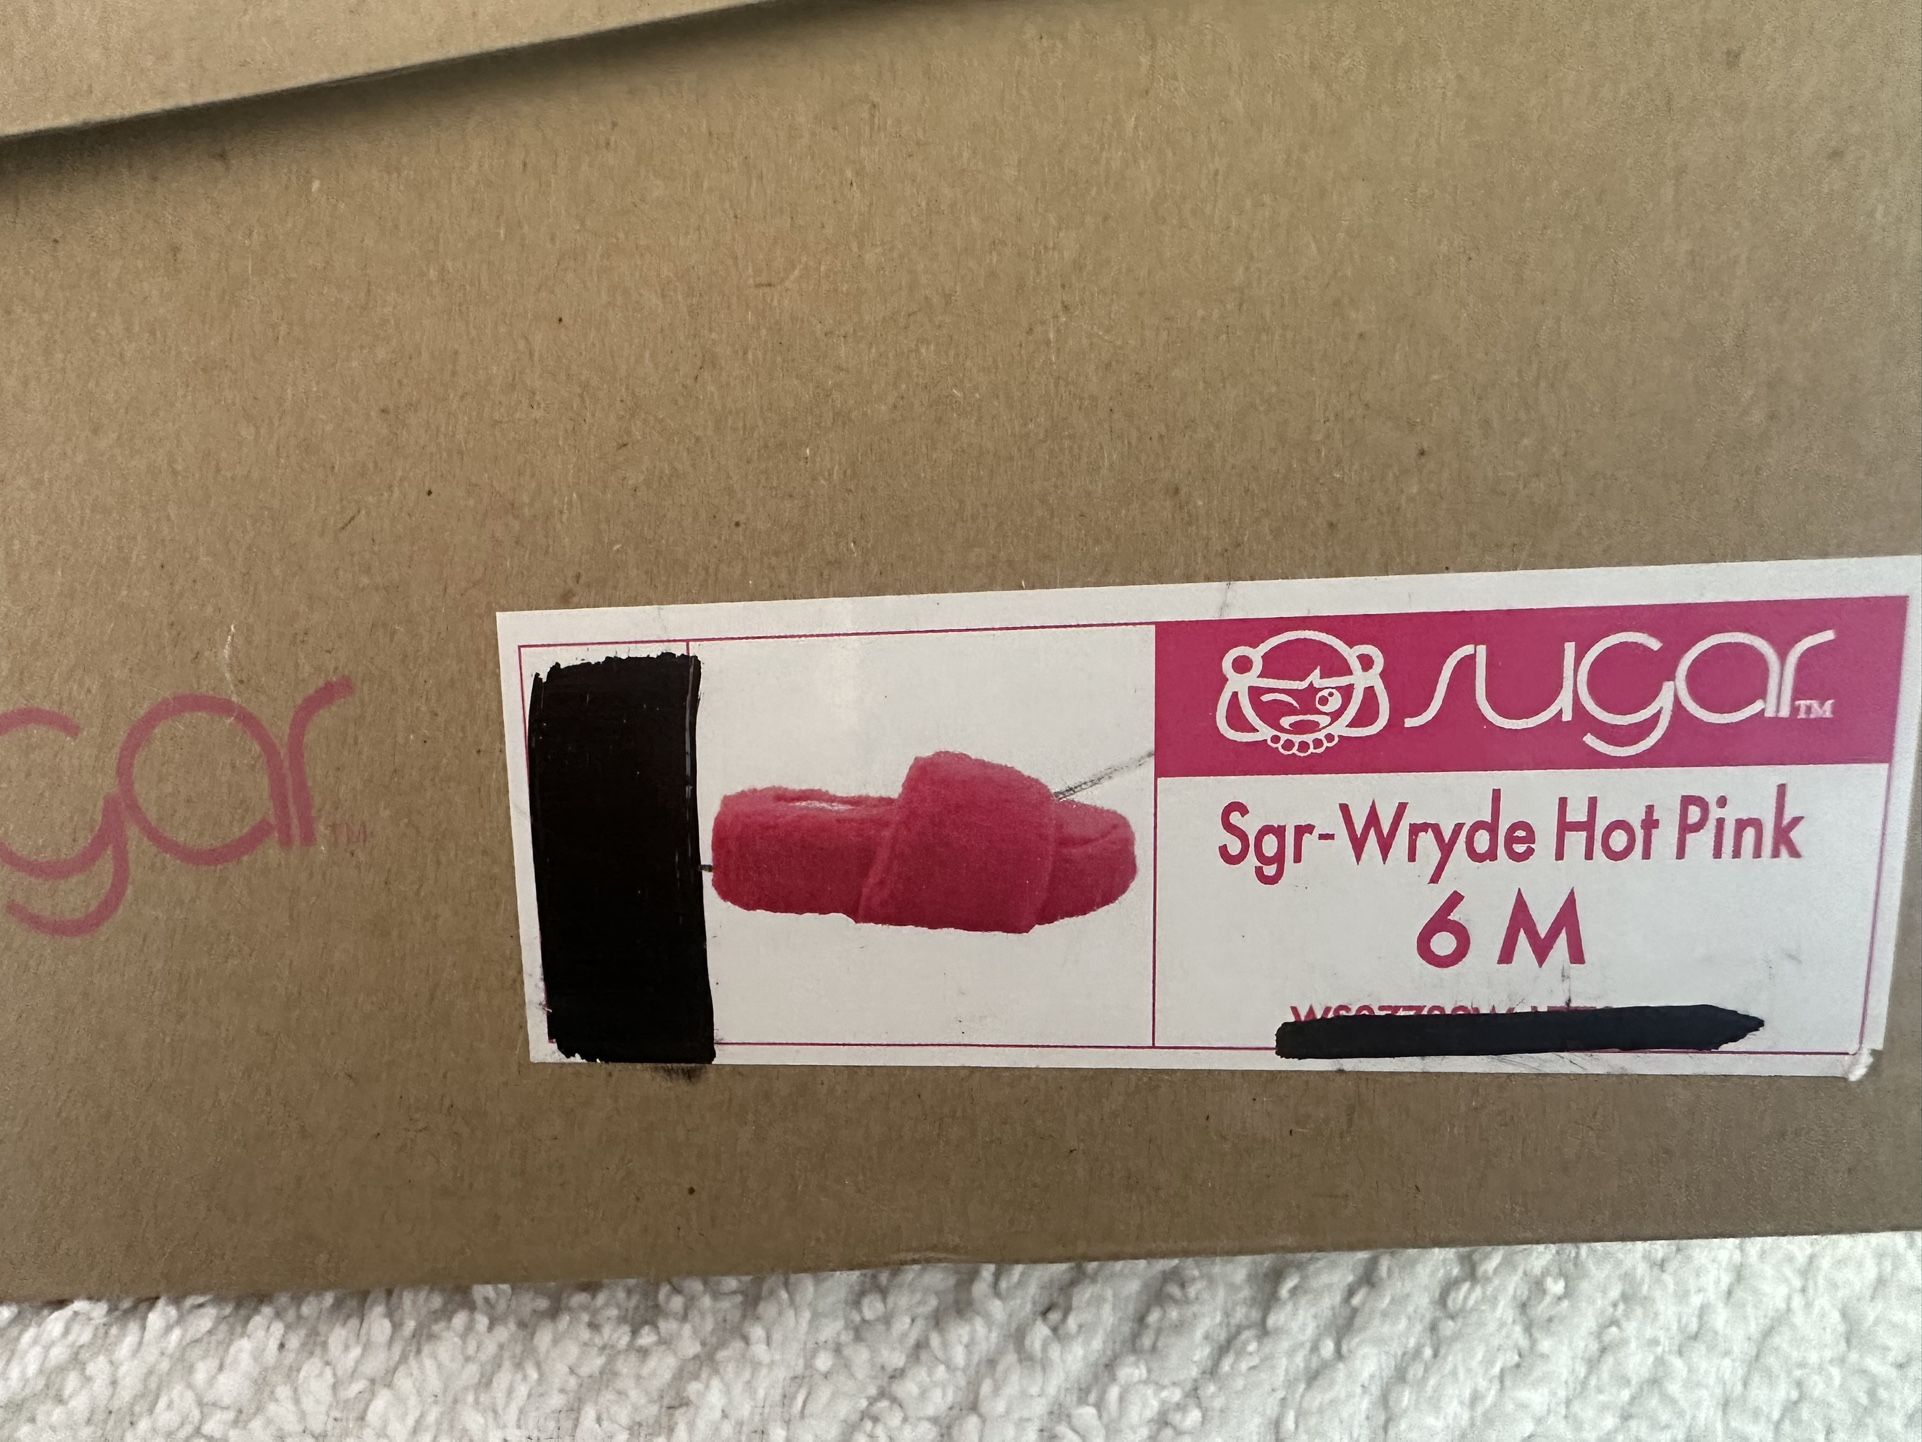 gar™
sugar™
Sgr-Wryde Hot Pink
6 M